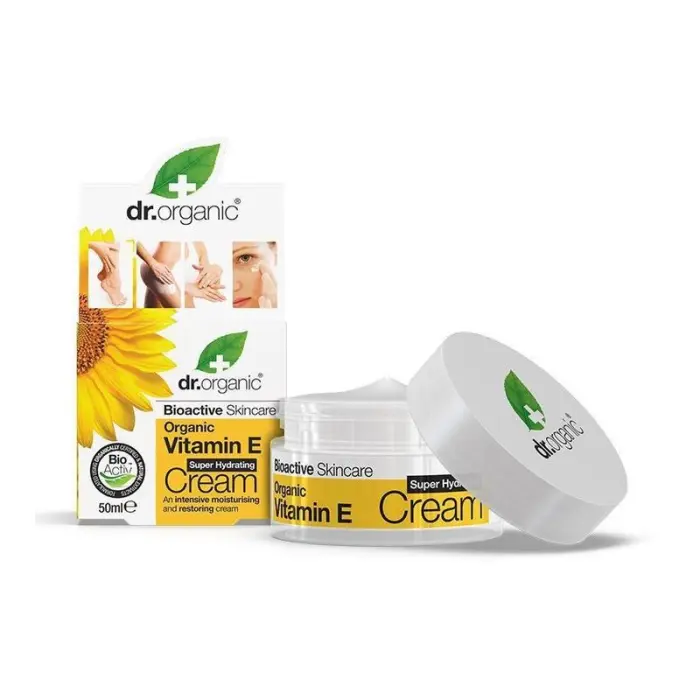 dr.organic®
dr.organic®
Bioactive Skincare
Organic
Vitamin E
Super Hydrating
Cream
An intensive moisturising
and restoring cream
Bio
Activ
50ml℮
Bioactive Skincare
Organic
Vitamin E
Super Hydrating
Cream
dr.organic®